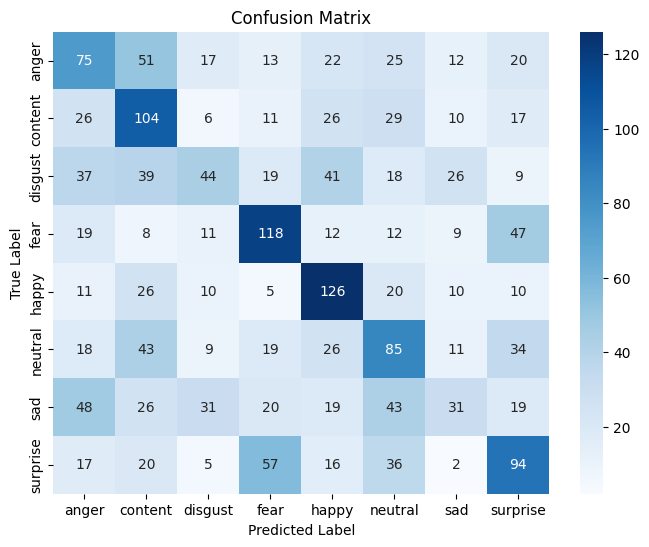 Confusion Matrix
True Label
anger 75 51 17 13 22 25 12 20
content 26 104 6 11 26 29 10 17
disgust 37 39 44 19 41 18 26 9
fear 19 8 11 118 12 12 9 47
happy 11 26 10 5 126 20 10 10
neutral 18 43 9 19 26 85 11 34
sad 48 26 31 20 19 43 31 19
surprise 17 20 5 57 16 36 2 94
anger content disgust fear happy neutral sad surprise
Predicted Label
120
100
80
60
40
20